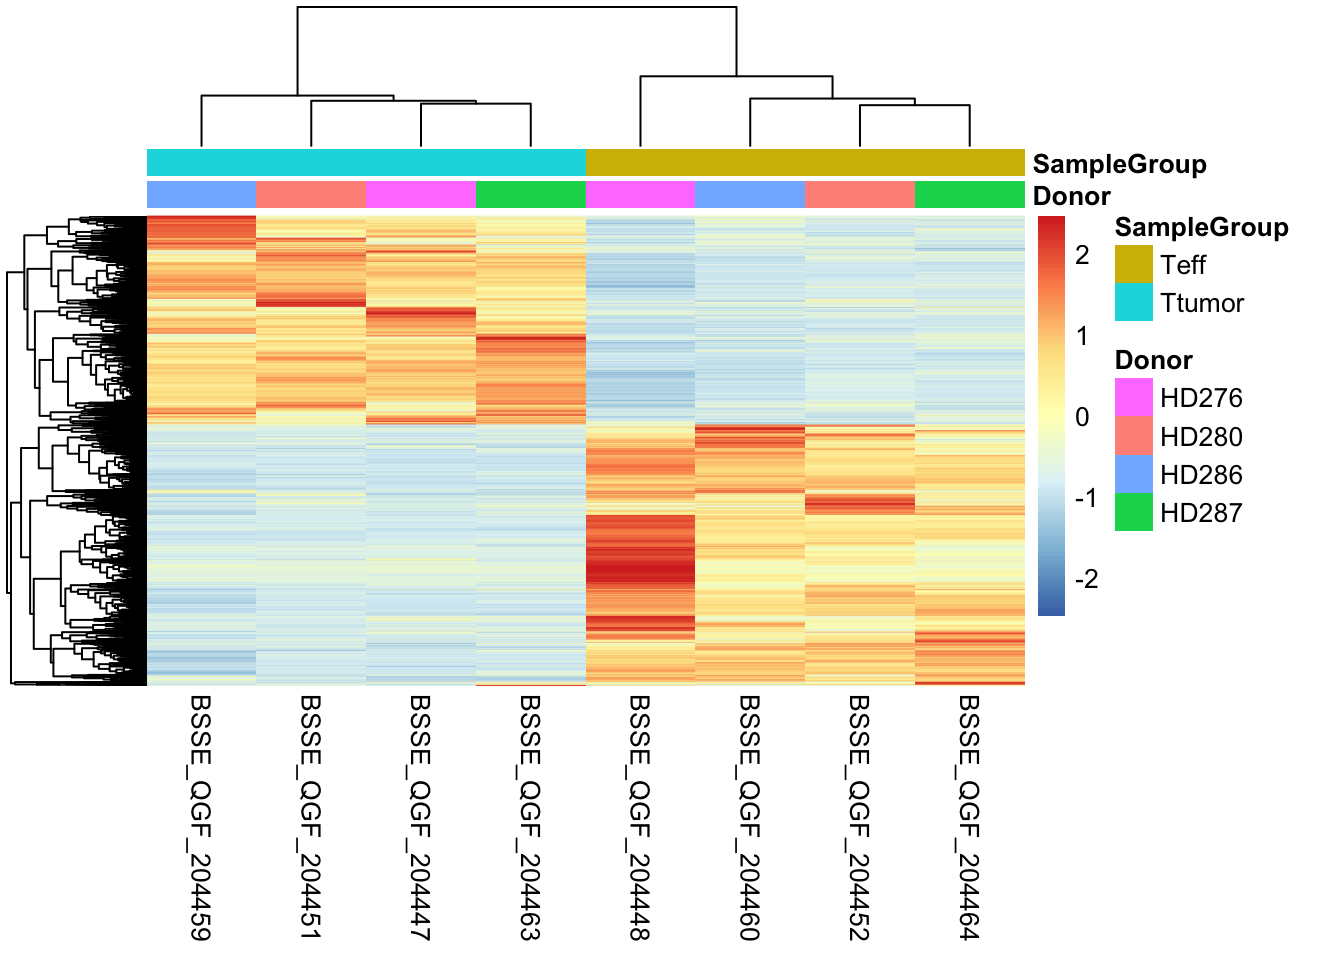 SampleGroup
Donor
2
1
0
-1
-2
SampleGroup
Teff
Ttumor
Donor
HD276
HD280
HD286
HD287
BSSE_QGF_204459
BSSE_QGF_204451
BSSE_QGF_204447
BSSE_QGF_204463
BSSE_QGF_204448
BSSE_QGF_204460
BSSE_QGF_204452
BSSE_QGF_204464